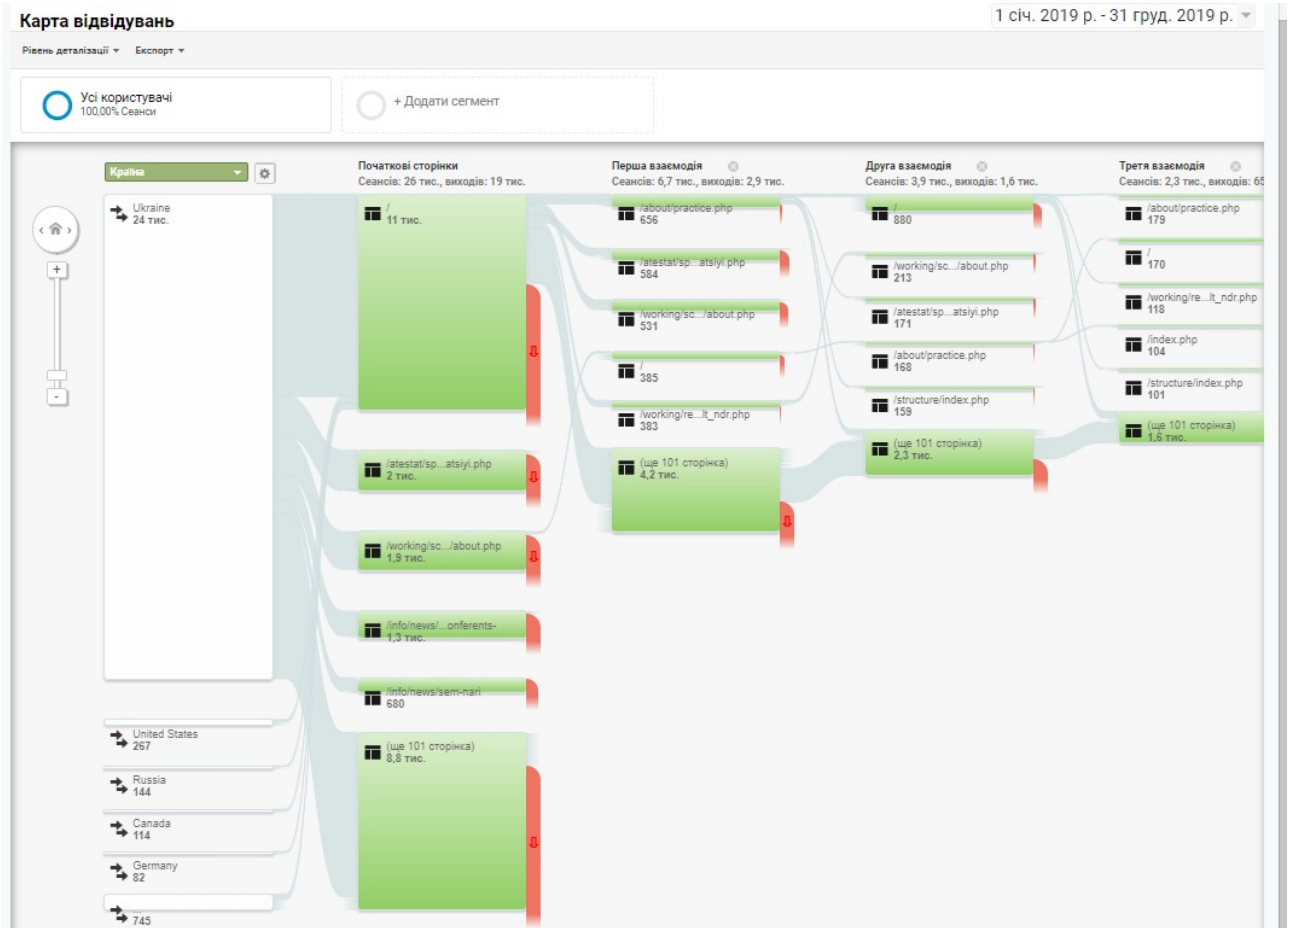 Карта відвідувань
1 січ. 2019 р. - 31 груд. 2019 р.
Рівень деталізації
Експорт
Усі користувачі
100,00% Сеанси
+ Додати сегмент
Країна
Ukraine
24 тис.
United States
267
Russia
144
Canada
114
Germany
82
...
745
+
-
Початкові сторінки
Сеансів: 26 тис., виходів: 19 тис.
/
11 тис.
/atestat/sp...atsiyi.php
2 тис.
/working/sc.../about.php
1,9 тис.
/info/news/...onferents-
1,3 тис.
/info/news/sem-nari
680
(ще 101 сторінка)
8,8 тис.
Перша взаємодія
Сеансів: 6,7 тис., виходів: 2,9 тис.
/about/practice.php
656
/atestat/sp...atsiyi.php
584
/working/sc.../about.php
531
/
385
/working/re...lt_ndr.php
383
(ще 101 сторінка)
4,2 тис.
Друга взаємодія
Сеансів: 3,9 тис., виходів: 1,6 тис.
/
880
/working/sc.../about.php
213
/atestat/sp...atsiyi.php
171
/about/practice.php
168
/structure/index.php
159
(ще 101 сторінка)
2,3 тис.
Третя взаємодія
Сеансів: 2,3 тис., виходів: 65
/about/practice.php
179
/
170
/working/re...lt_ndr.php
118
/index.php
104
/structure/index.php
101
(ще 101 сторінка)
1,6 тис.